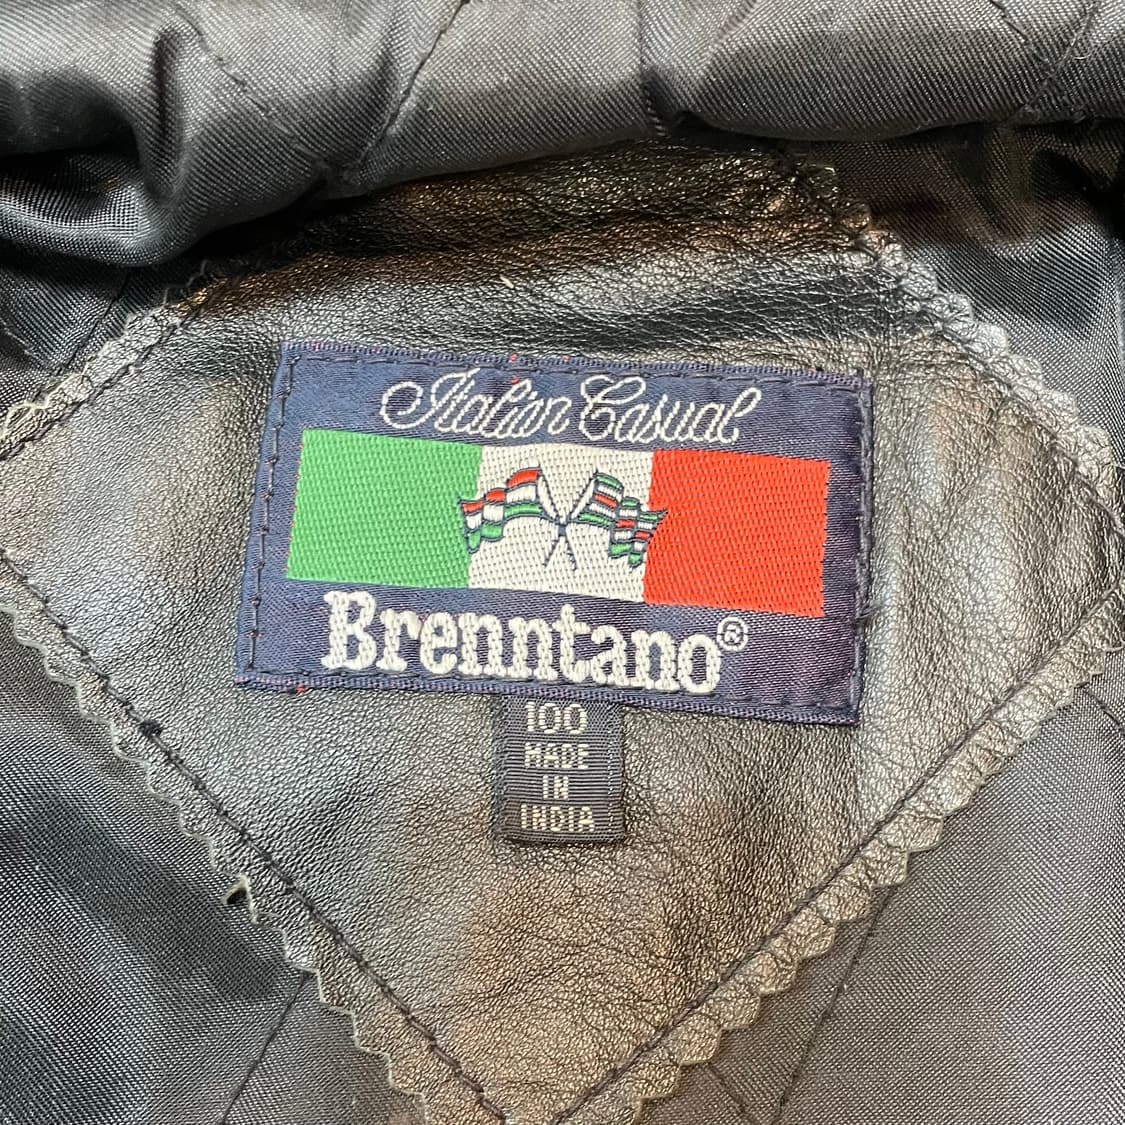 Italian Casual
Brenntano®
100
MADE
IN
INDIA